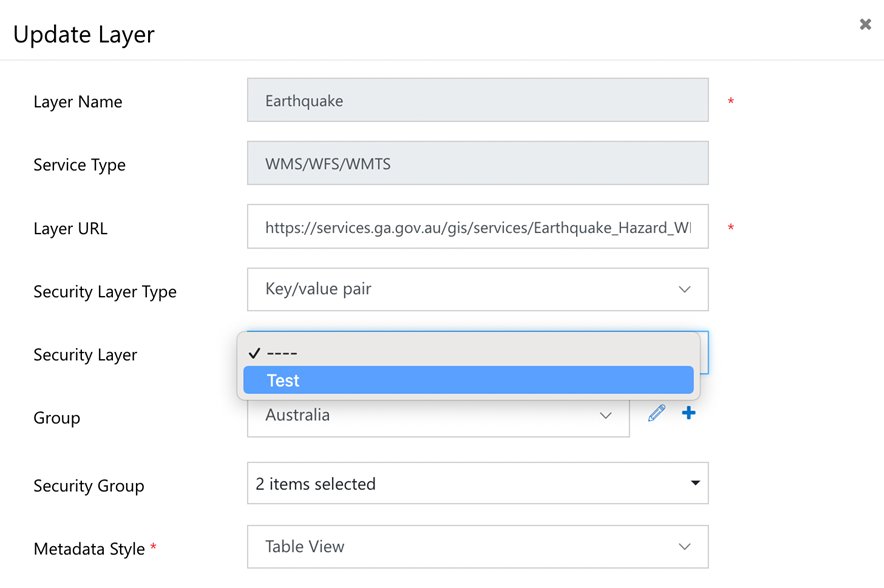 Update Layer
Layer Name Earthquake *
Service Type WMS/WFS/WMTS
Layer URL https://services.ga.gov.au/gis/services/Earthquake_Hazard_W *
Security Layer Type Key/value pair
Security Layer ✓ ----
Test
Group Australia
Security Group 2 items selected
Metadata Style * Table View